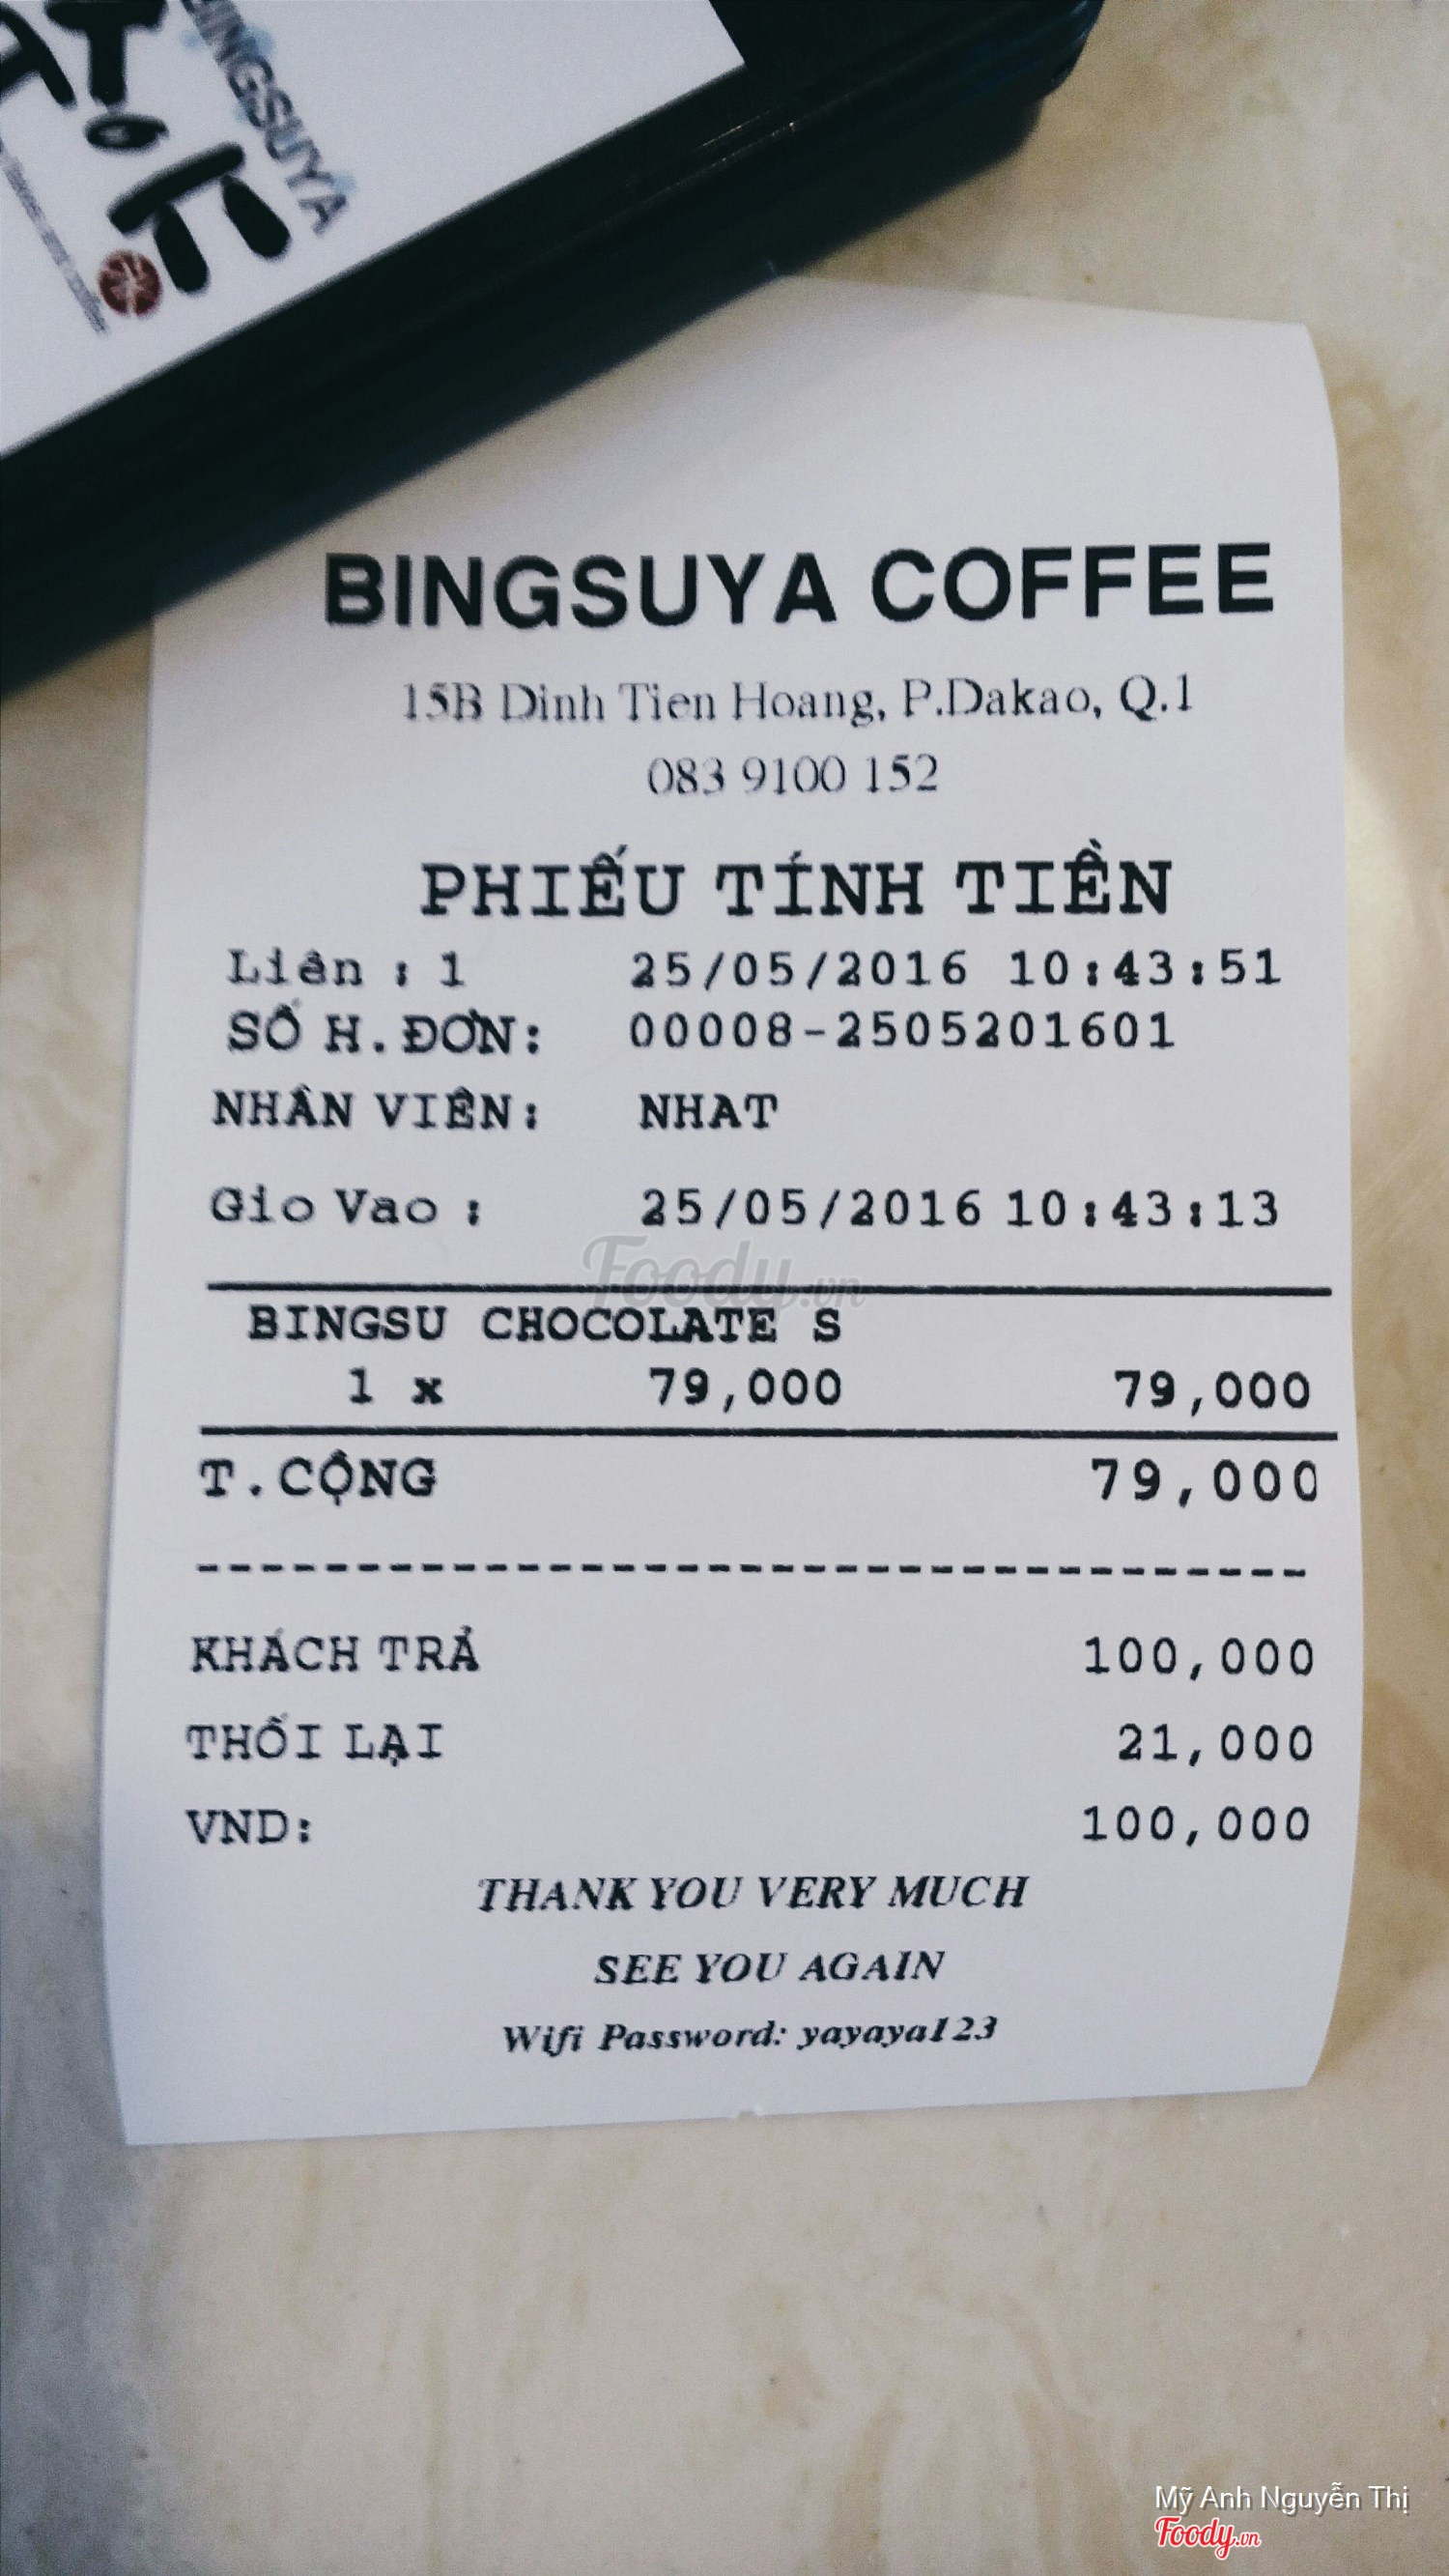 BINGSUYA
BINGSUYA COFFEE
15B Dinh Tien Hoang, P.Dakao, Q.1
083 9100 152
PHIẾU TÍNH TIỀN
Liên : 1 25/05/2016 10:43:51
SỐ H.ĐƠN: 00008-2505201601
NHÂN VIÊN: NHAT
Gio Vao : 25/05/2016 10:43:13
Foody.vn
BINGSU CHOCOLATE S
1 x 79,000 79,000
T.CỘNG 79,000
KHÁCH TRẢ 100,000
THỐI LẠI 21,000
VND: 100,000
THANK YOU VERY MUCH
SEE YOU AGAIN
Wifi Password: yayaya123
Mỹ Anh Nguyễn Thị
Foody.vn